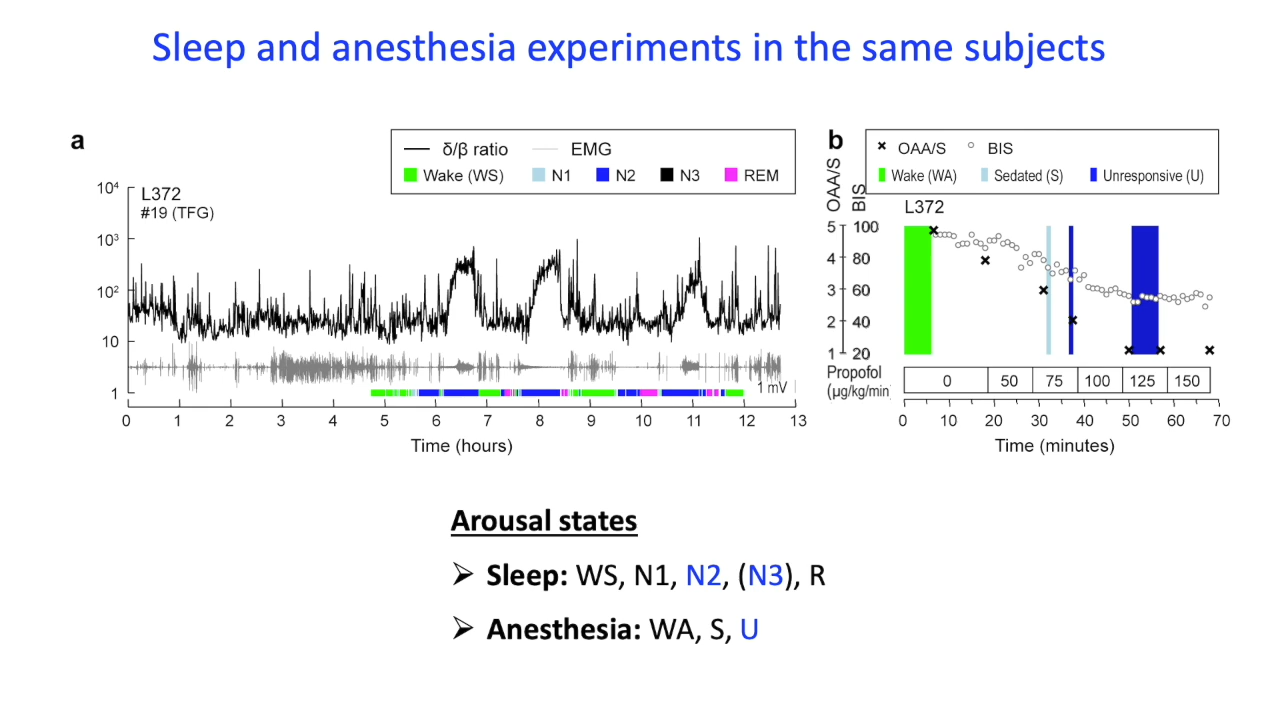 Sleep and anesthesia experiments in the same subjects
a
δ/β ratio EMG
Wake (WS) N1 N2 N3 REM
L372
#19 (TFG)
10⁴
10³
10²
10
1
1 mV
0 1 2 3 4 5 6 7 8 9 10 11 12 13
Time (hours)
b
OAA/S BIS
Wake (WA) Sedated (S) Unresponsive (U)
OAA/S
BIS
L372
5 100
4 80
3 60
2 40
1 20
Propofol
(µg/kg/min)
0 50 75 100 125 150
0 10 20 30 40 50 60 70
Time (minutes)
Arousal states
➢ Sleep: WS, N1, N2, (N3), R
➢ Anesthesia: WA, S, U